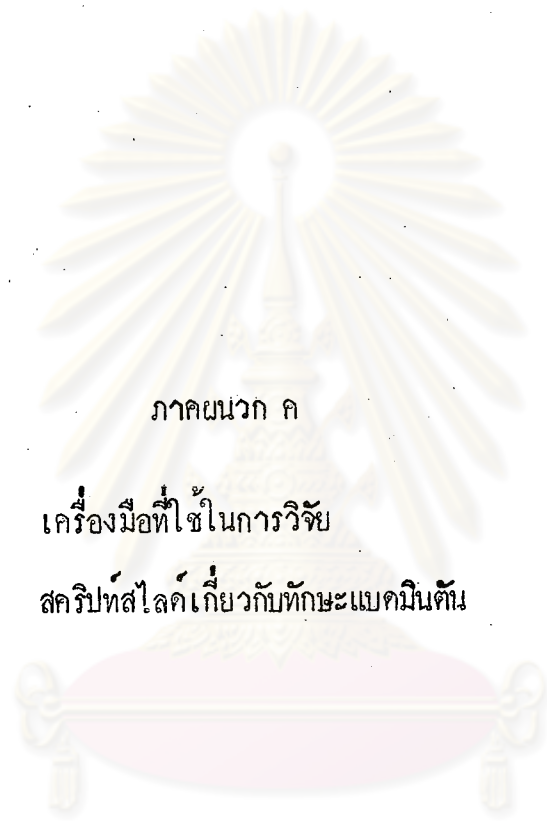 ภาคผนวก ค
เครื่องมือที่ใช้ในการวิจัย
สคริปท์สไลด์เกี่ยวกับทักษะแบดมินตัน